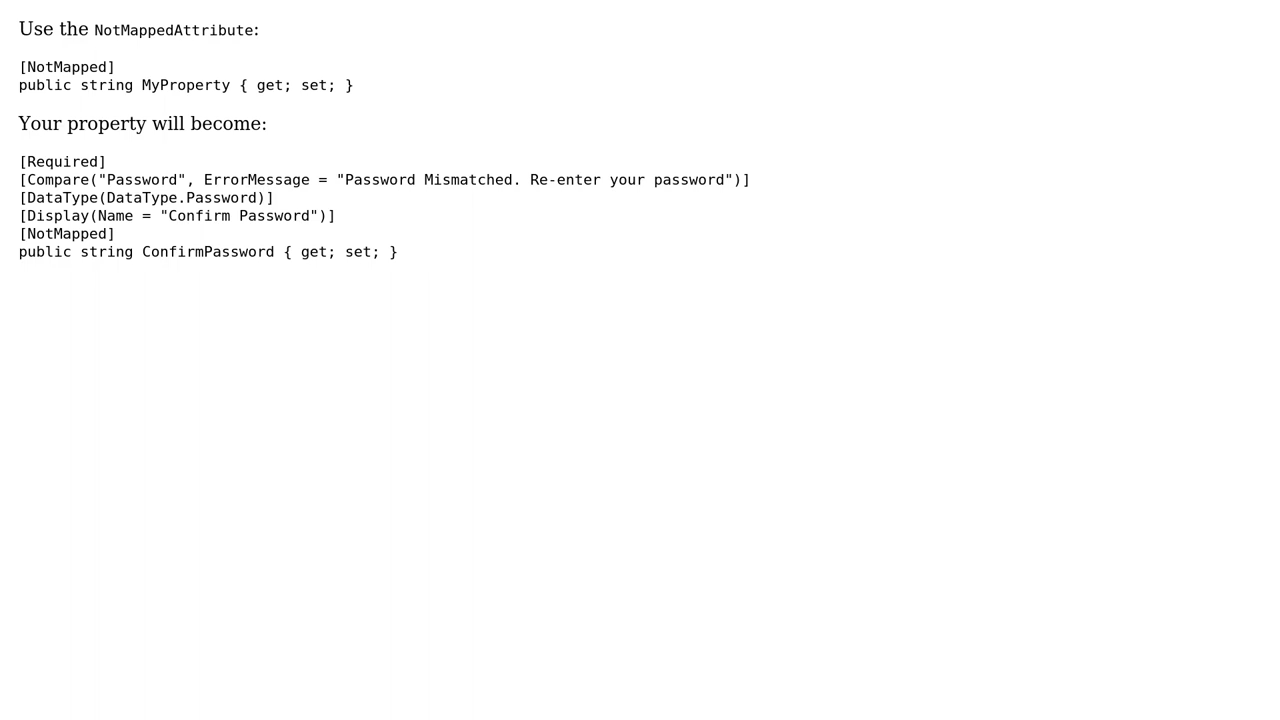 Use the NotMappedAttribute:
[NotMapped]
public string MyProperty { get; set; }
Your property will become:
[Required]
[Compare("Password", ErrorMessage = "Password Mismatched. Re-enter your password")]
[DataType(DataType.Password)]
[Display(Name = "Confirm Password")]
[NotMapped]
public string ConfirmPassword { get; set; }